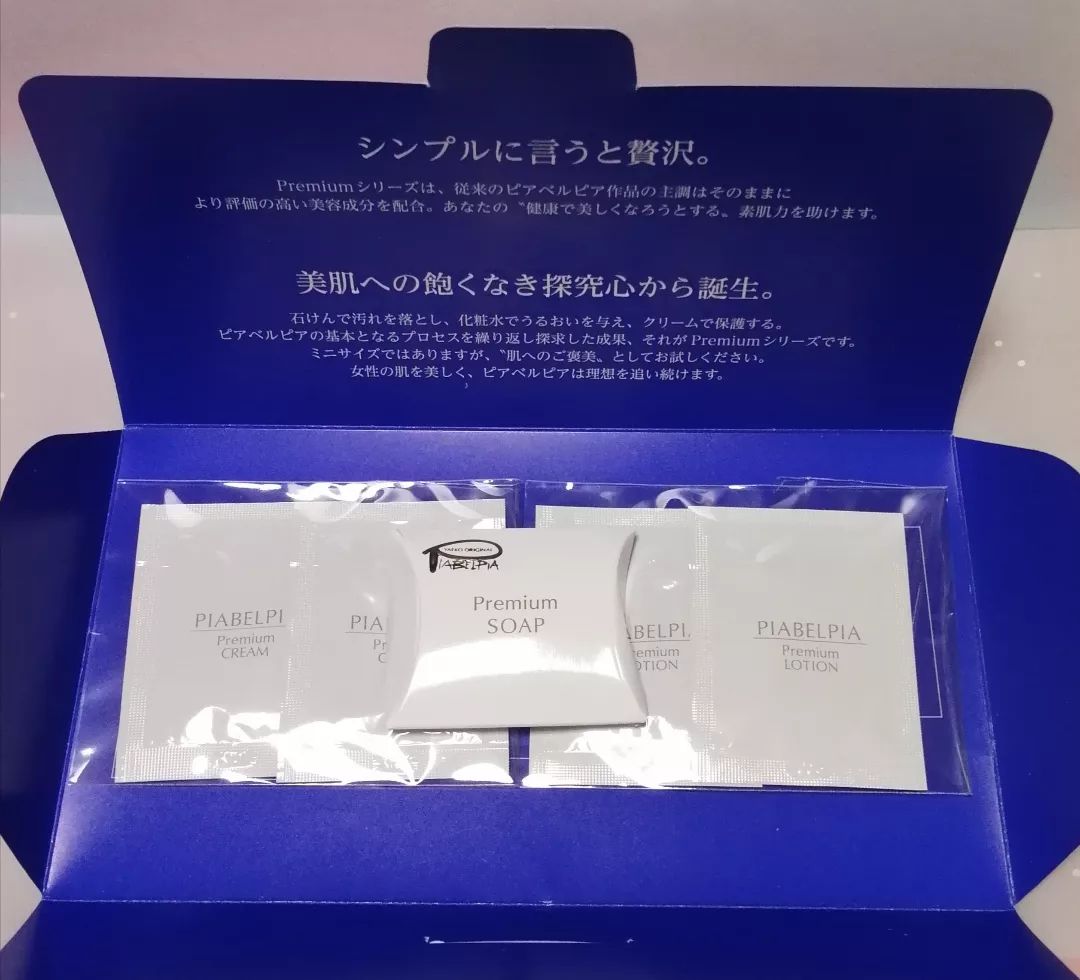 シンプルに言うと贅沢。
Premiumシリーズは、従来のピアベルピア作品の主調はそのままに
より評価の高い美容成分を配合。あなたの〝健康で美しくなろうとする〟素肌力を助けます。
美肌への飽くなき探究心から誕生。
石けんで汚れを落とし、化粧水でうるおいを与え、クリームで保護する。
ピアベルピアの基本となるプロセスを繰り返し探求した成果、それがPremiumシリーズです。
ミニサイズではありますが、〝肌へのご褒美〟としてお試しください。
女性の肌を美しく、ピアベルピアは理想を追い続けます。
PIABELPI
Premium
CREAM
PIA
Pr
C
YAEKO ORIGINAL
PIABELPIA
Premium
SOAP
ABELPI
remium
OTION
PIABELPIA
Premium
LOTION